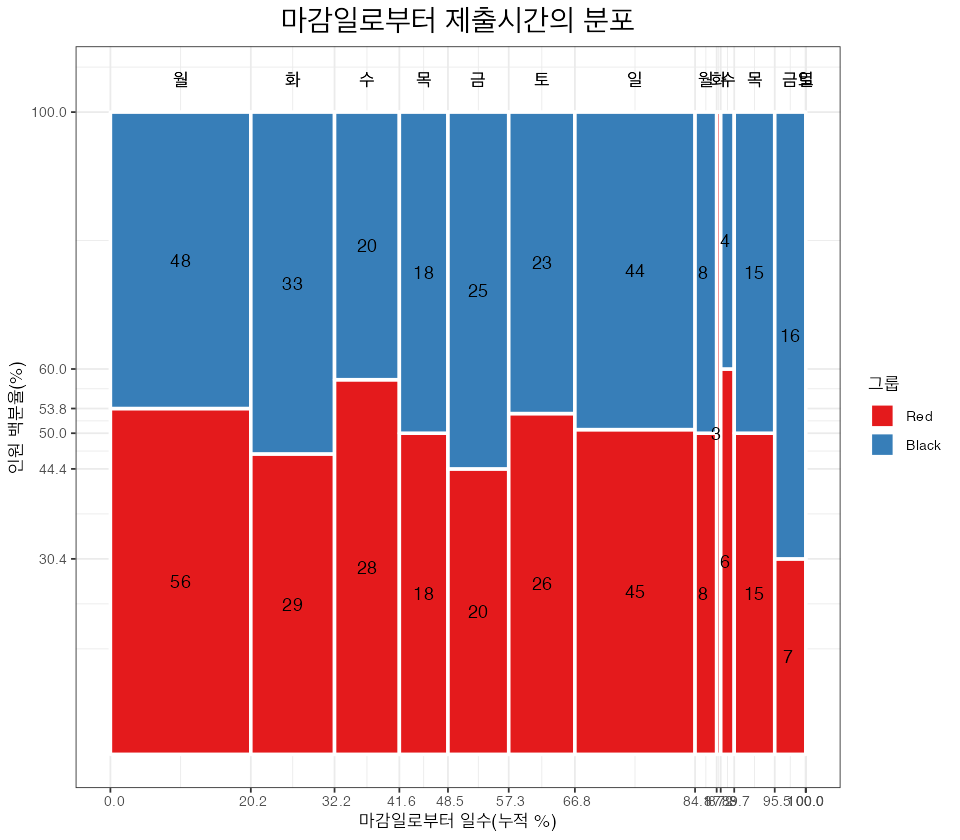 마감일로부터 제출시간의 분포
월 화 수 목 금 토 일 월 수 목 금
100.0
60.0
53.8
50.0
44.4
30.4
인원 백분율(%)
48 33 20 18 25 23 44 8 4 15 16
56 29 28 18 20 26 45 8 3 6 15 7
0.0 20.2 32.2 41.6 48.5 57.3 66.8 100.0
마감일로부터 일수(누적 %)
그룹
Red
Black